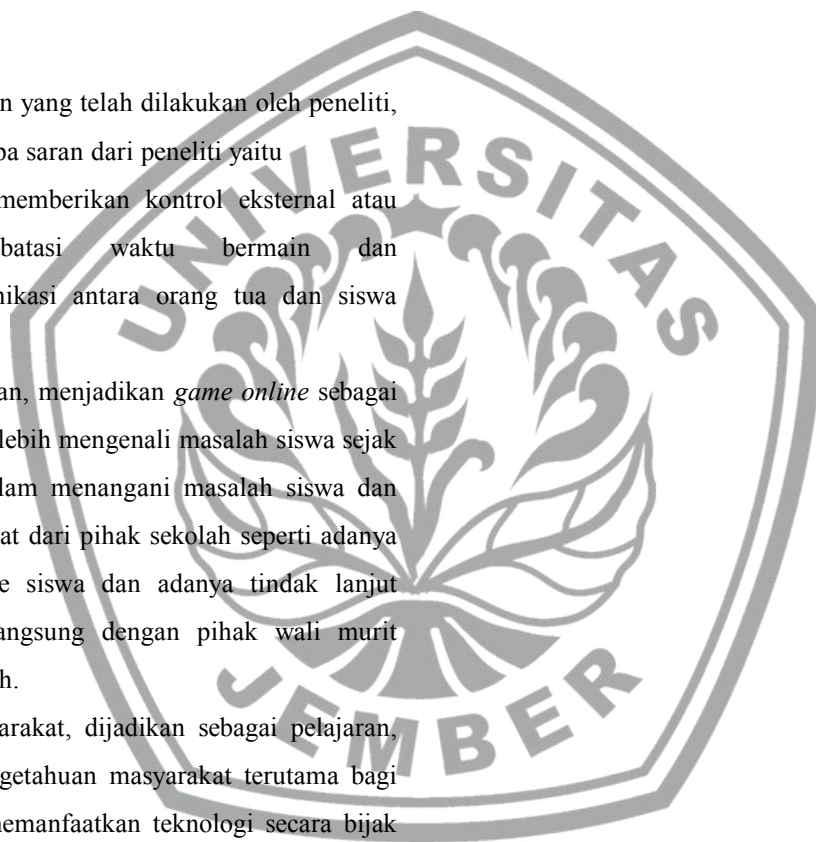 n yang telah dilakukan oleh peneliti,
pa saran dari peneliti yaitu
memberikan kontrol eksternal atau
batasi waktu bermain dan
nikasi antara orang tua dan siswa
an, menjadikan game online sebagai
lebih mengenali masalah siswa sejak
alam menangani masalah siswa dan
at dari pihak sekolah seperti adanya
e siswa dan adanya tindak lanjut
angsung dengan pihak wali murit
h.
arakat, dijadikan sebagai pelajaran,
getahuan masyarakat terutama bagi
memanfaatkan teknologi secara bijak
UNIVERSITAS
JEMBER